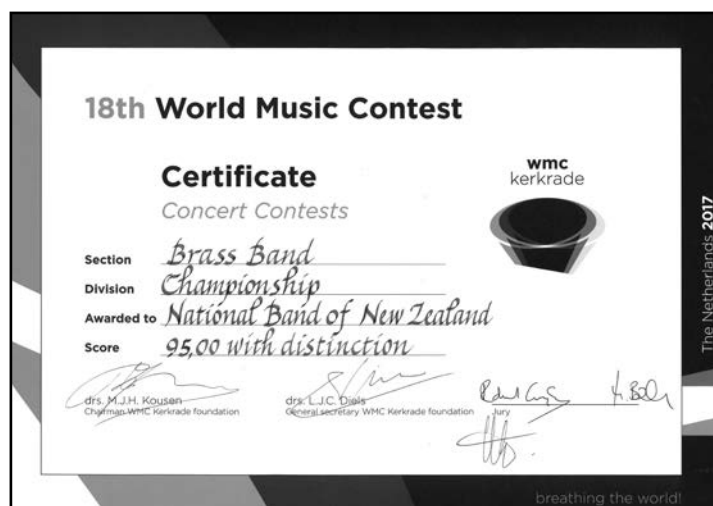 18th World Music Contest
Certificate
Concert Contests
wmc
kerkrade
Section Brass Band
Division Championship
Awarded to National Band of New Zealand
Score 95,00 with distinction
drs. M.J.H. Kousen
Chairman WMC Kerkrade foundation
drs. L.J.C. Diels
General secretary WMC Kerkrade foundation
Jury
The Netherlands 2017
breathing the world!